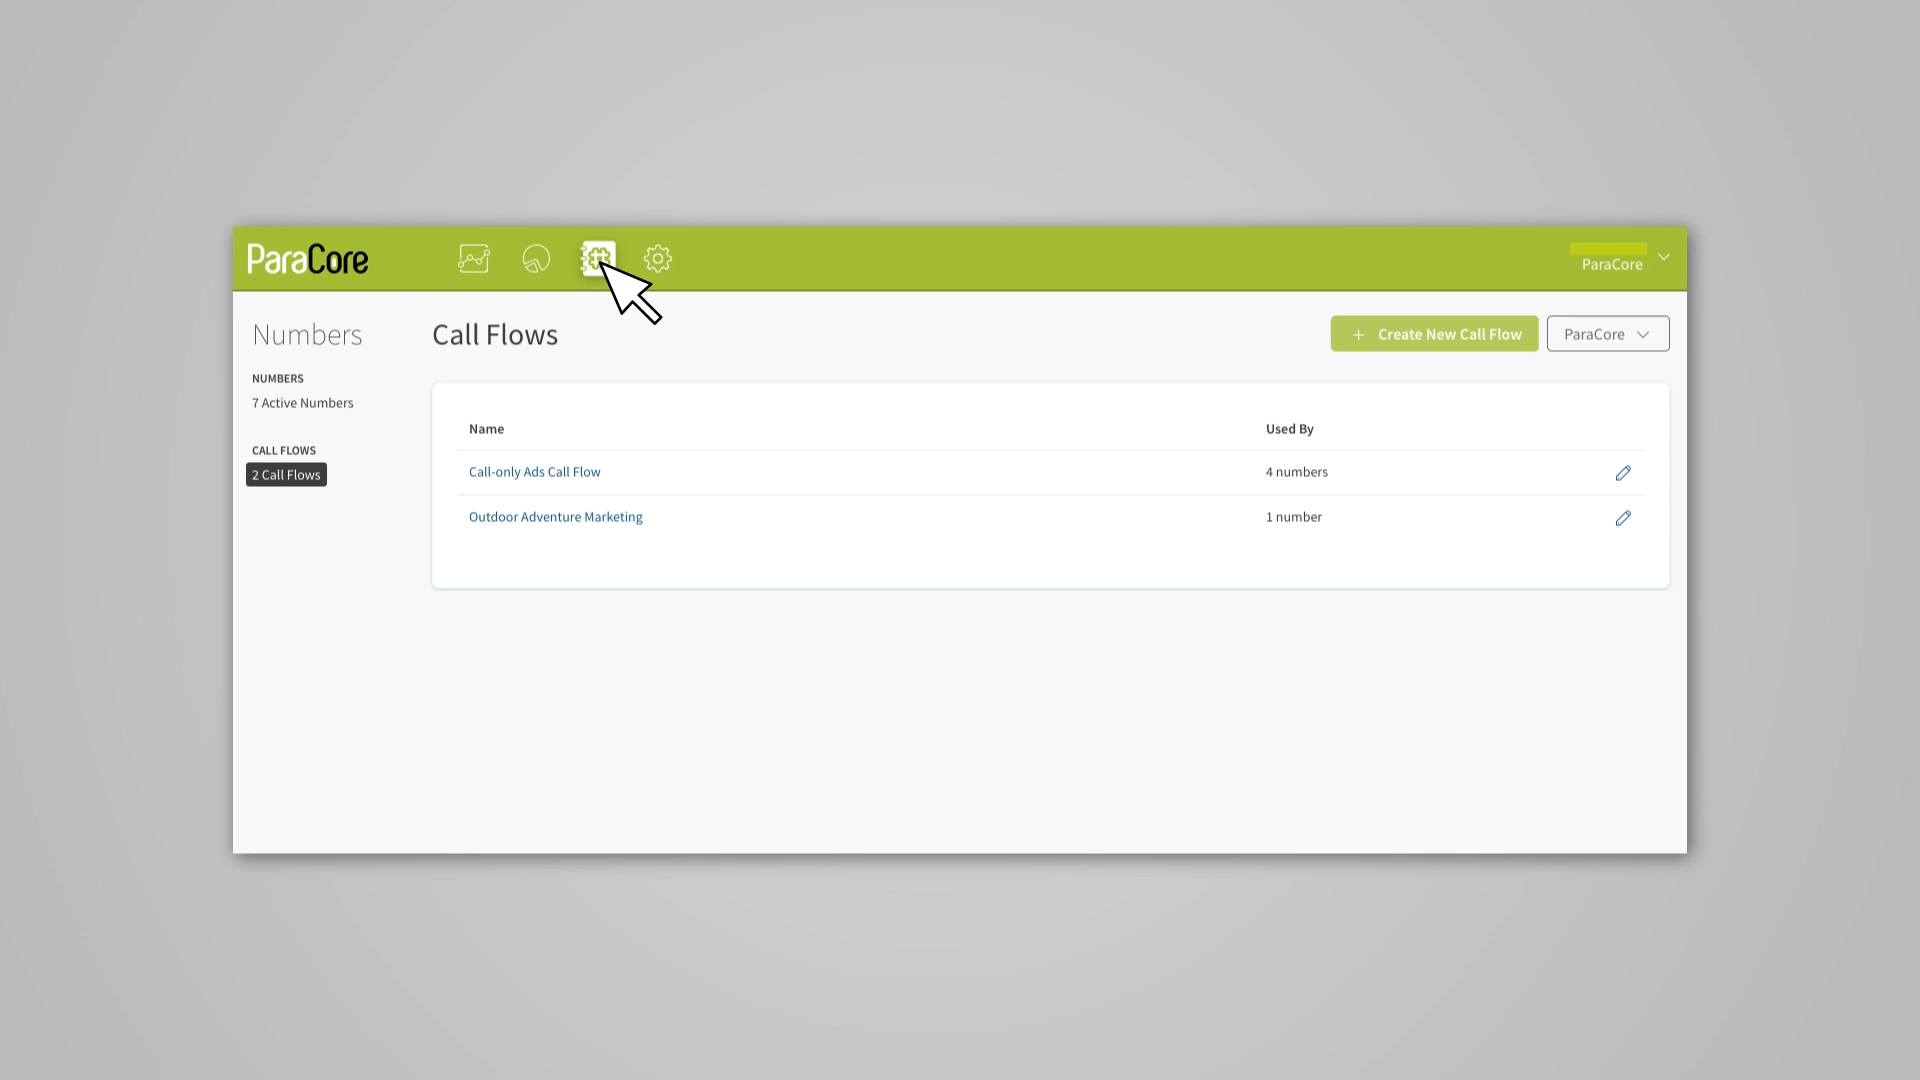 ParaCore
#
ParaCore
Numbers
Call Flows
+ Create New Call Flow
ParaCore
NUMBERS
7 Active Numbers
CALL FLOWS
2 Call Flows
Name Used By
Call-only Ads Call Flow 4 numbers
Outdoor Adventure Marketing 1 number